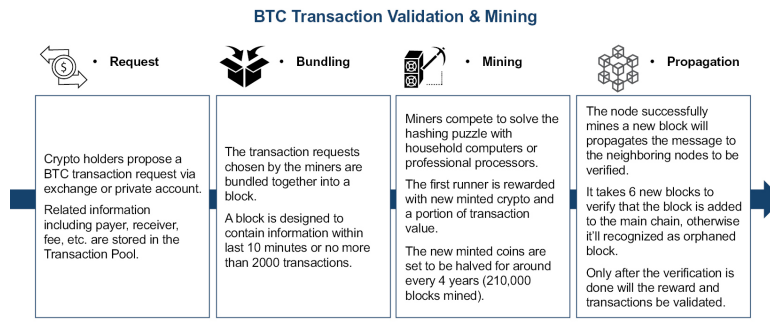 BTC Transaction Validation & Mining
• Request
Crypto holders propose a
BTC transaction request via
exchange or private account.
Related information
including payer, receiver,
fee, etc. are stored in the
Transaction Pool.
• Bundling
The transaction requests
chosen by the miners are
bundled together into a
block.
A block is designed to
contain information within
last 10 minutes or no more
than 2000 transactions.
• Mining
Miners compete to solve the
hashing puzzle with
household computers or
professional processors.
The first runner is rewarded
with new minted crypto and
a portion of transaction
value.
The new minted coins are
set to be halved for around
every 4 years (210,000
blocks mined).
• Propagation
The node successfully
mines a new block will
propagates the message to
the neighboring nodes to be
verified.
It takes 6 new blocks to
verify that the block is added
to the main chain, otherwise
it'll recognized as orphaned
block.
Only after the verification is
done will the reward and
transactions be validated.